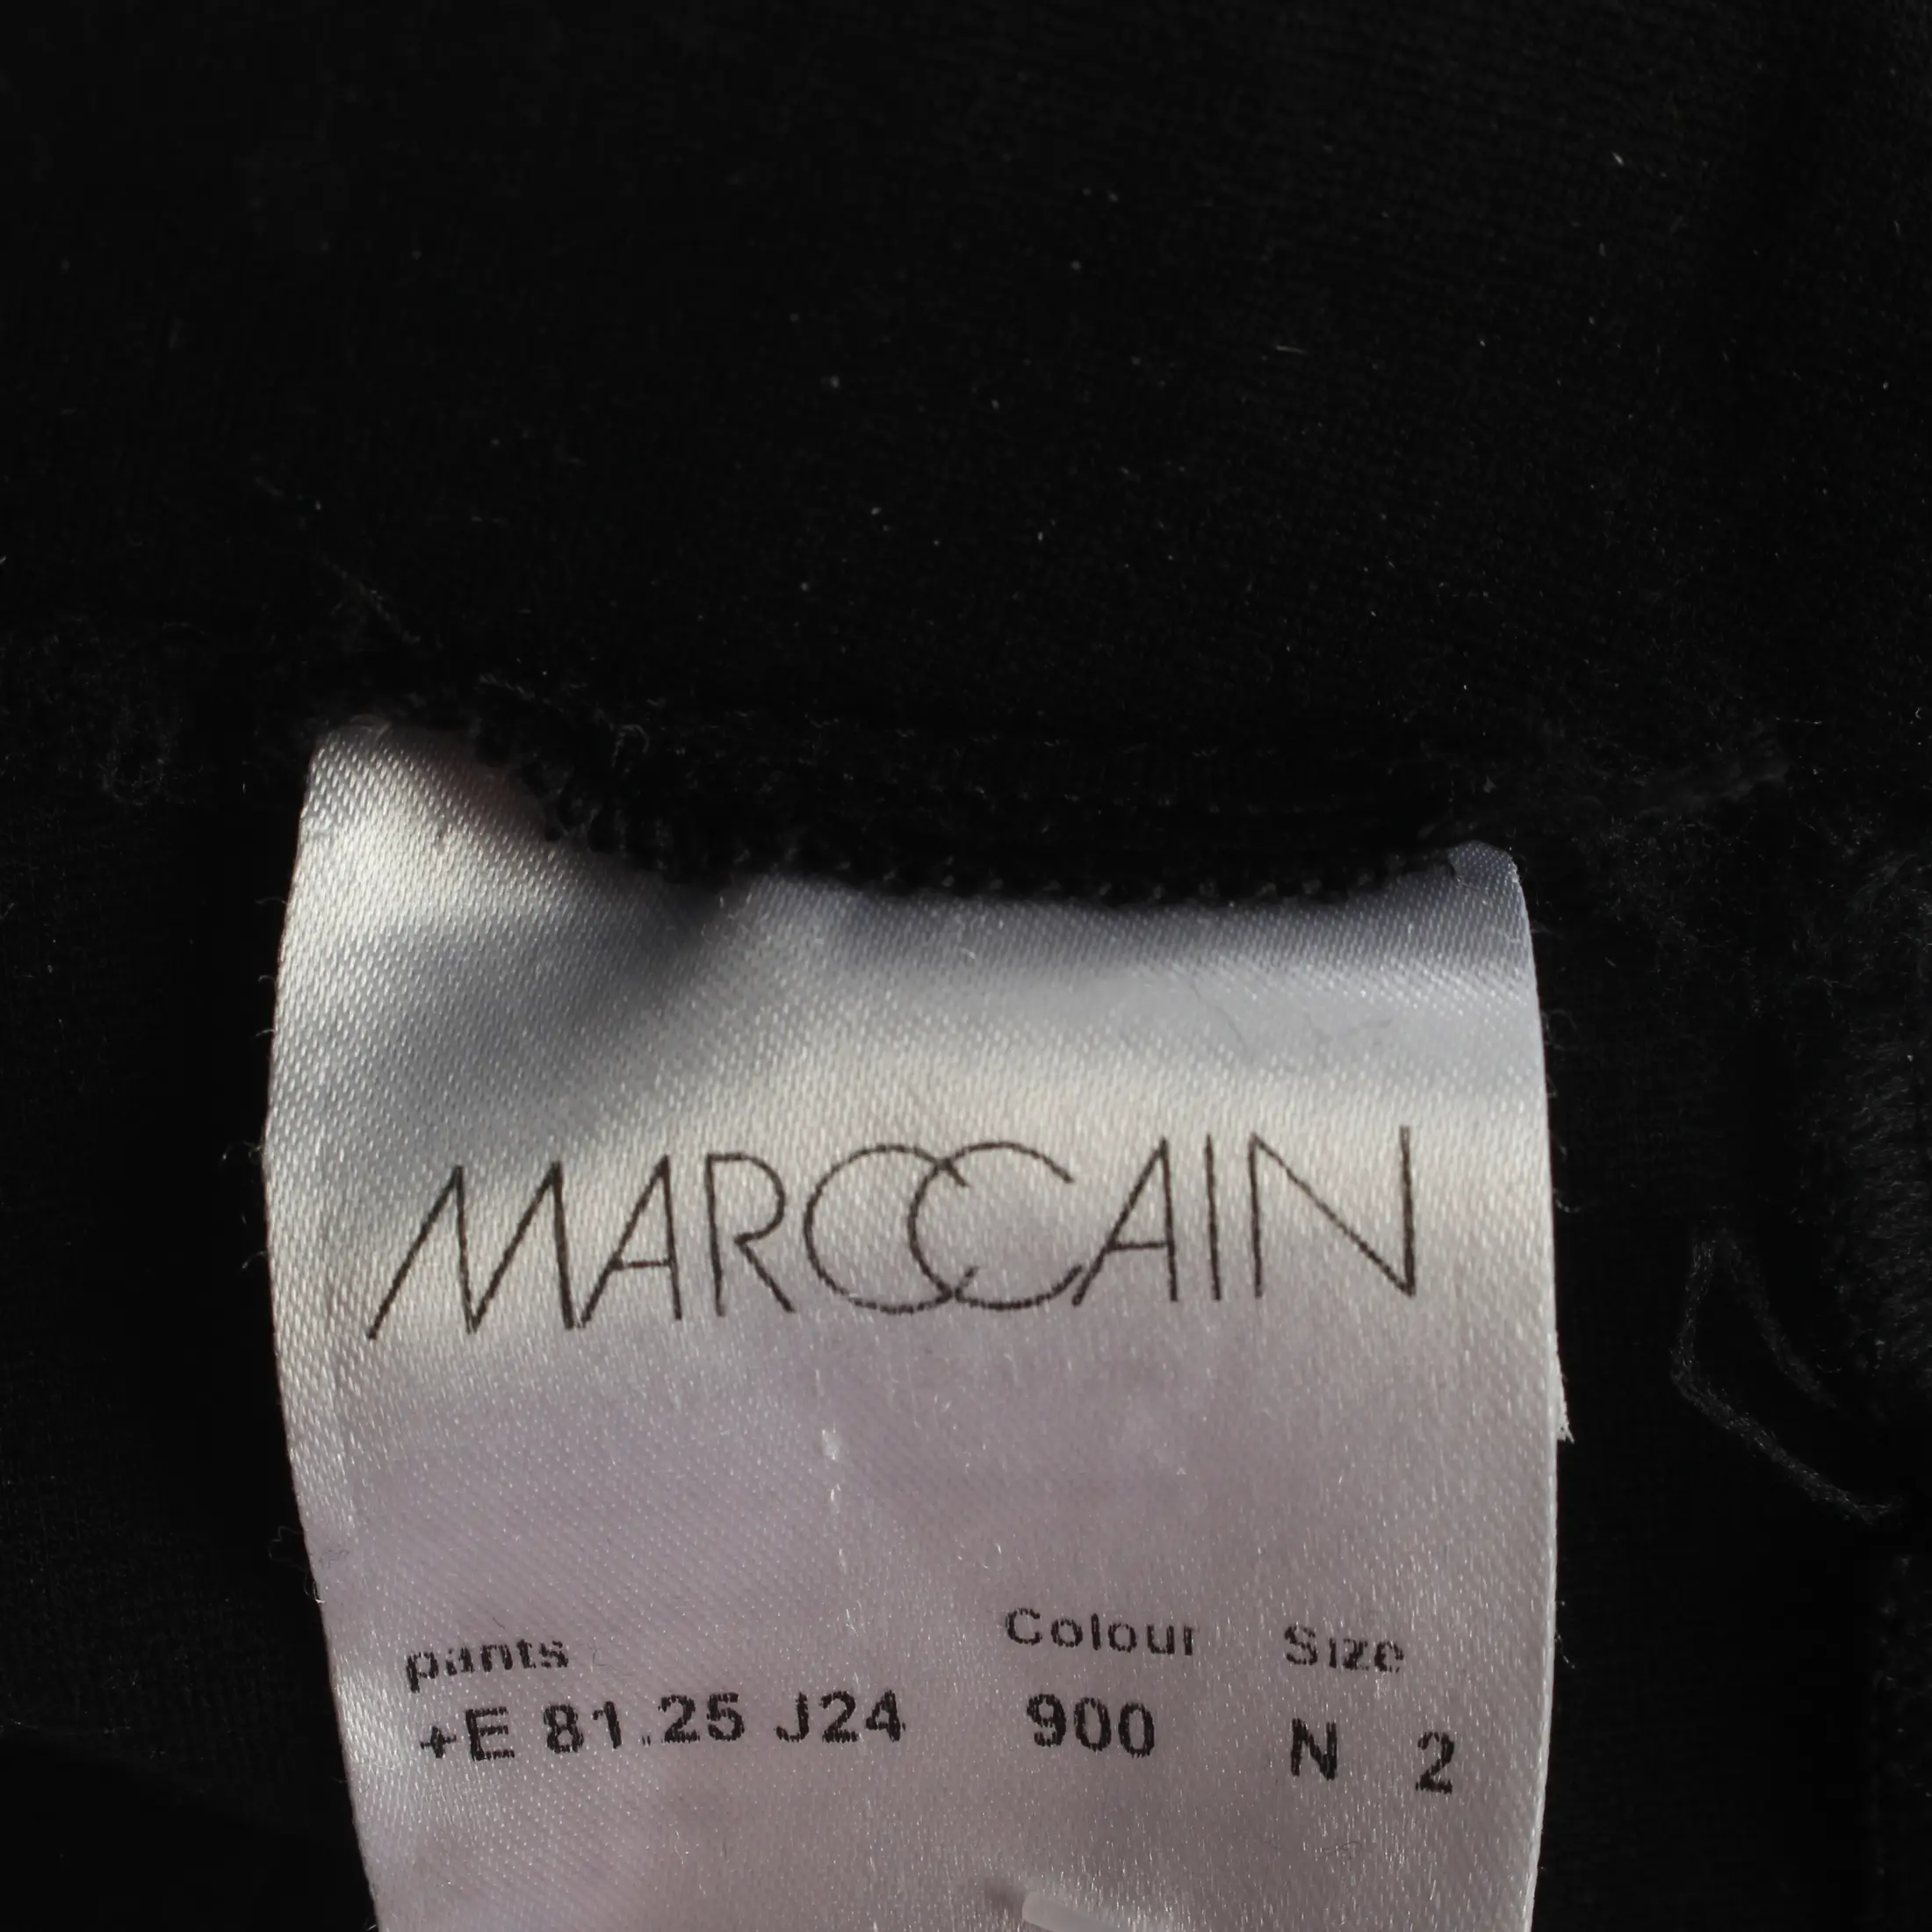 MARCCAIN
pants Colour Size
+E 81.25 J24 900 N 2